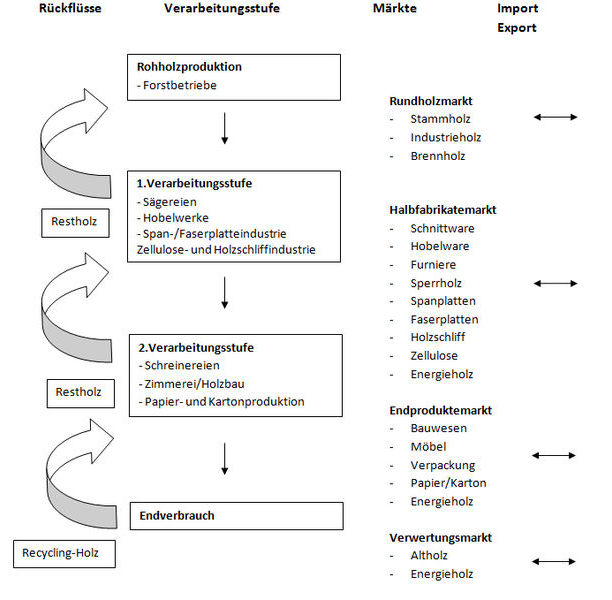 Rückflüsse
Verarbeitungsstufe
Märkte
Import
Export
Rohholzproduktion
- Forstbetriebe
Rundholzmarkt
- Stammholz
- Industrieholz
- Brennholz
1.Verarbeitungsstufe
- Sägereien
- Hobelwerke
- Span-/Faserplatteindustrie
Zellulose- und Holzschliffindustrie
Restholz
Halbfabrikatemarkt
- Schnittware
- Hobelware
- Furniere
- Sperrholz
- Spanplatten
- Faserplatten
- Holzschliff
- Zellulose
- Energieholz
2.Verarbeitungsstufe
- Schreinereien
- Zimmerei/Holzbau
- Papier- und Kartonproduktion
Restholz
Endproduktemarkt
- Bauwesen
- Möbel
- Verpackung
- Papier/Karton
- Energieholz
Endverbrauch
Recycling-Holz
Verwertungsmarkt
- Altholz
- Energieholz